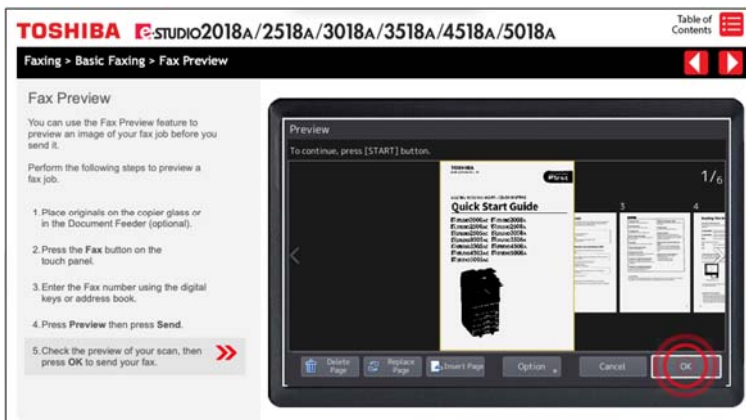 TOSHIBA e-STUDIO2018A/2518A/3018A/3518A/4518A/5018A
Table of
Contents
Faxing > Basic Faxing > Fax Preview
Fax Preview
You can use the Fax Preview feature to
preview an image of your fax job before you
send it.
Perform the following steps to preview a
fax job.
1. Place originals on the copier glass or
in the Document Feeder (optional).
2. Press the Fax button on the
touch panel.
3. Enter the Fax number using the digital
keys or address book.
4. Press Preview then press Send.
5. Check the preview of your scan, then
press OK to send your fax.
Preview
To continue, press [START] button.
1/6
TOSHIBA
Quick Start Guide
3
4
Delete
Page
Replace
Page
Insert Page
Option
Cancel
OK